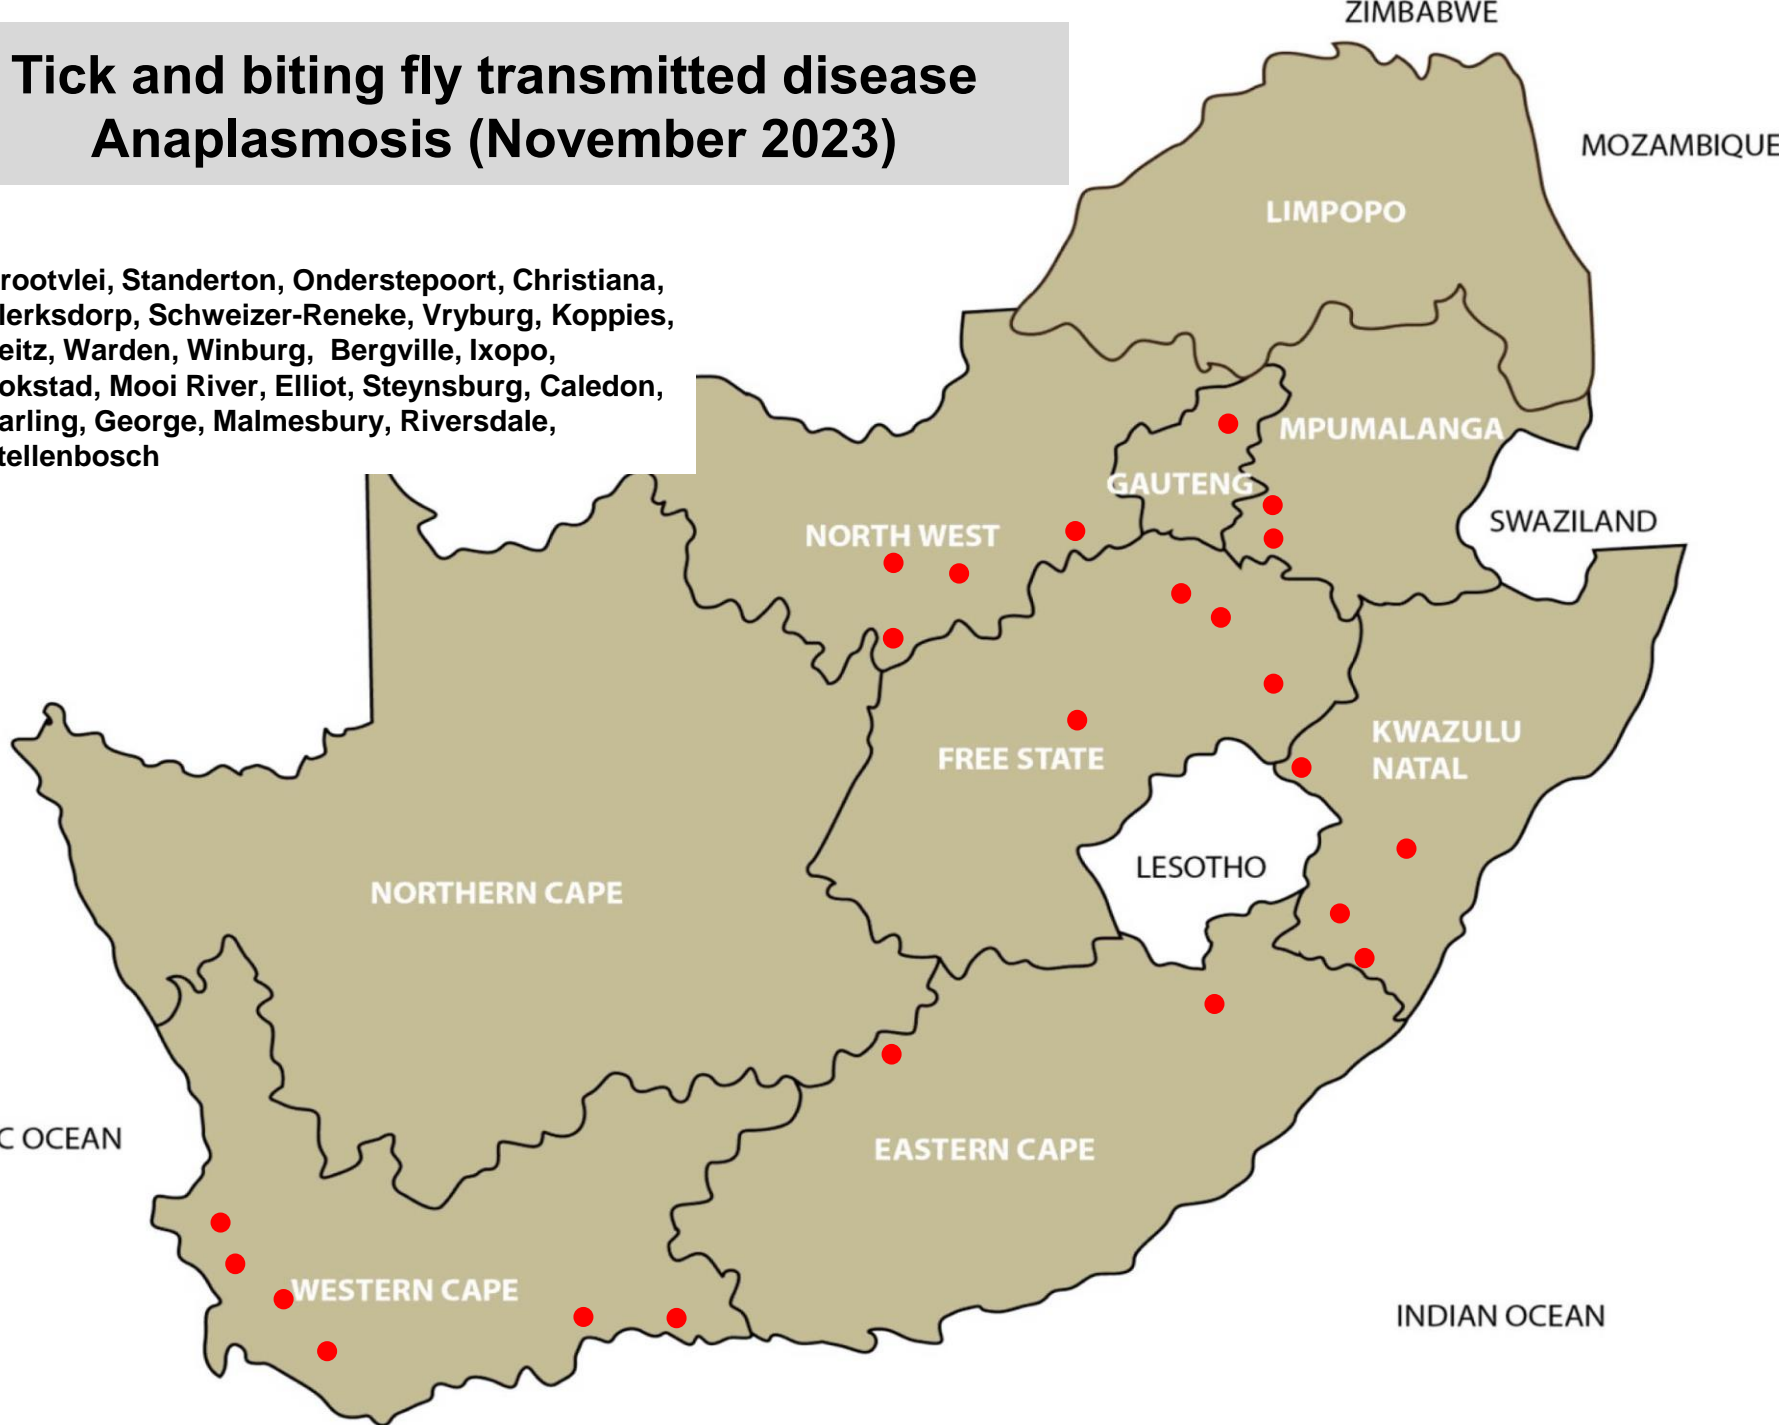 ZIMBABWE
Tick and biting fly transmitted disease
Anaplasmosis (November 2023)
MOZAMBIQUE
LIMPOPO
rootvlei, Standerton, Onderstepoort, Christiana,
lerksdorp, Schweizer-Reneke, Vryburg, Koppies,
eitz, Warden, Winburg, Bergville, Ixopo,
okstad, Mooi River, Elliot, Steynsburg, Caledon,
arling, George, Malmesbury, Riversdale,
tellenbosch
MPUMALANGA
GAUTENG
SWAZILAND
NORTH WEST
KWAZULU
NATAL
FREE STATE
LESOTHO
NORTHERN CAPE
C OCEAN
EASTERN CAPE
WESTERN CAPE
INDIAN OCEAN